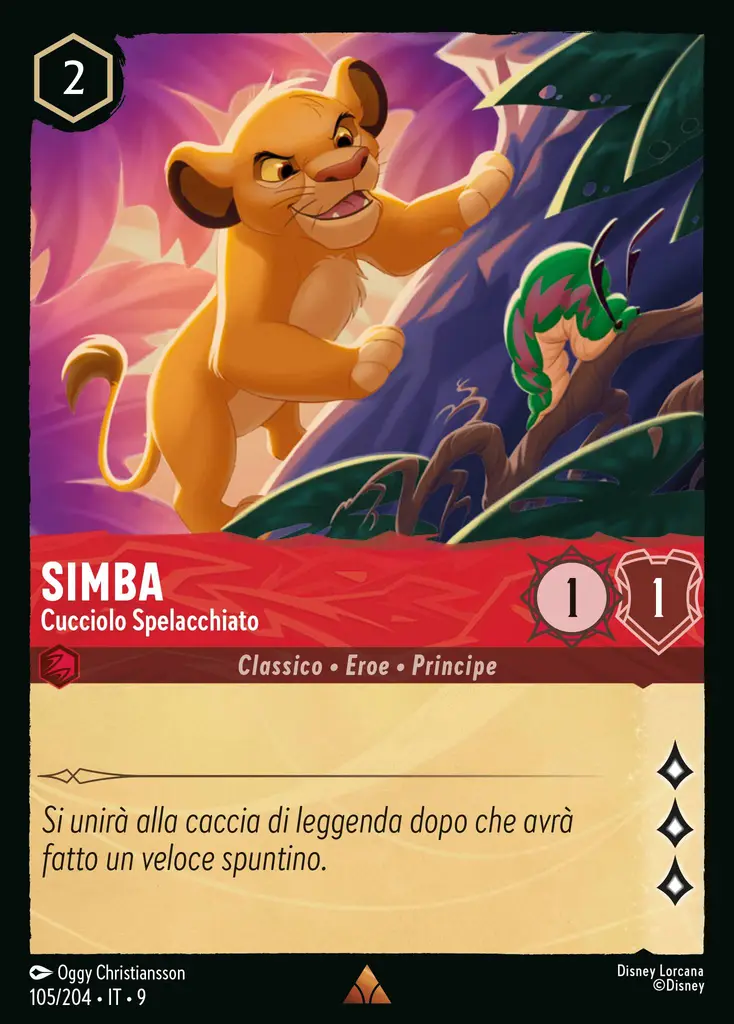 2
SIMBA
Cucciolo Spelacchiato
1
1
Classico • Eroe • Principe
Si unirà alla caccia di leggenda dopo che avrà
fatto un veloce spuntino.
Oggy Christiansson
105/204 • IT • 9
Disney Lorcana
©Disney